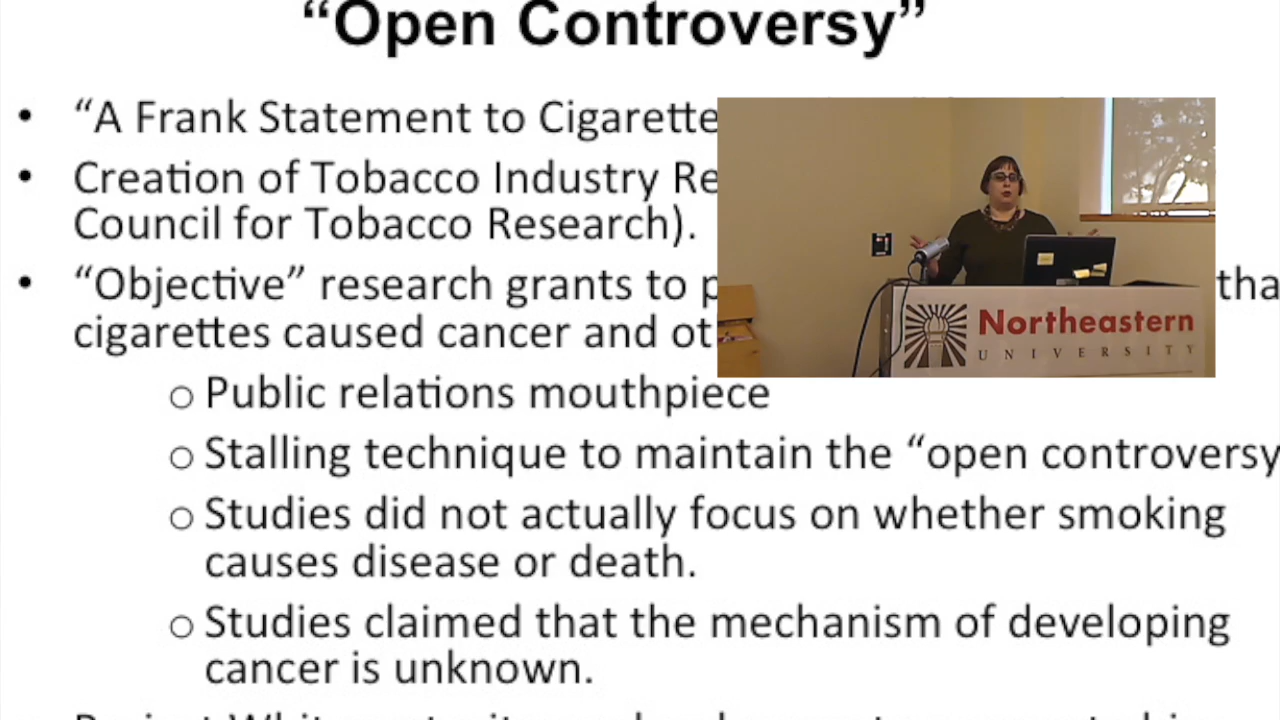 “Open Controversy”
• “A Frank Statement to Cigarette
• Creation of Tobacco Industry Re
Council for Tobacco Research).
• “Objective” research grants to p tha
cigarettes caused cancer and ot
o Public relations mouthpiece
o Stalling technique to maintain the “open controversy
o Studies did not actually focus on whether smoking
causes disease or death.
o Studies claimed that the mechanism of developing
cancer is unknown.
Northeastern
UNIVERSITY